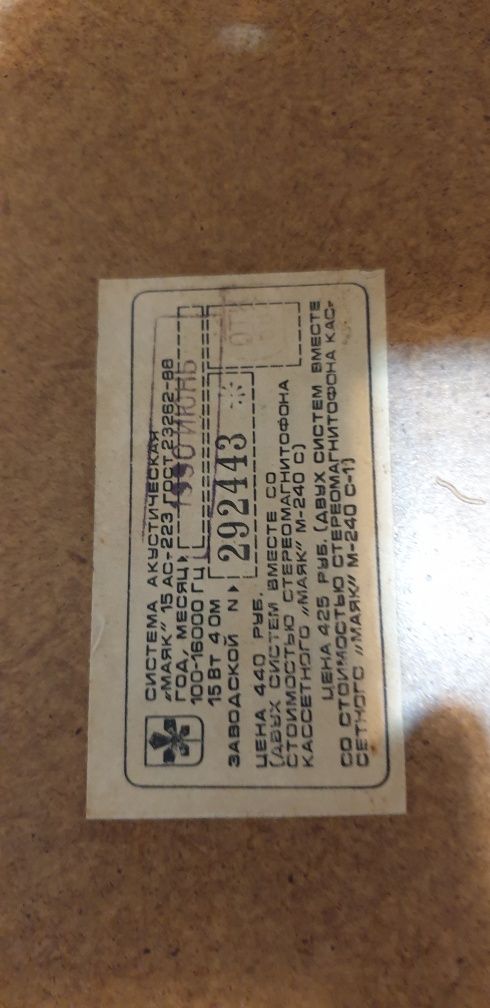 СИСТЕМА АКУСТИЧЕСКАЯ
„МАЯК" 15 АС-223 ГОСТ 23262-88
ГОД, МЕСЯЦ 1990 ИЮНЬ
100-16000 ГЦ
15 ВТ 4 ОМ
ЗАВОДСКОЙ N 292443
ЦЕНА 440 РУБ.
(ДВУХ СИСТЕМ ВМЕСТЕ СО
СТОИМОСТЬЮ СТЕРЕОМАГНИТОФОНА
КАССЕТНОГО „МАЯК" М-240 С)
ЦЕНА 425 РУБ. (ДВУХ СИСТЕМ ВМЕСТЕ
СО СТОИМОСТЬЮ СТЕРЕОМАГНИТОФОНА КАС-
СЕТНОГО „МАЯК" М-240 С-1)